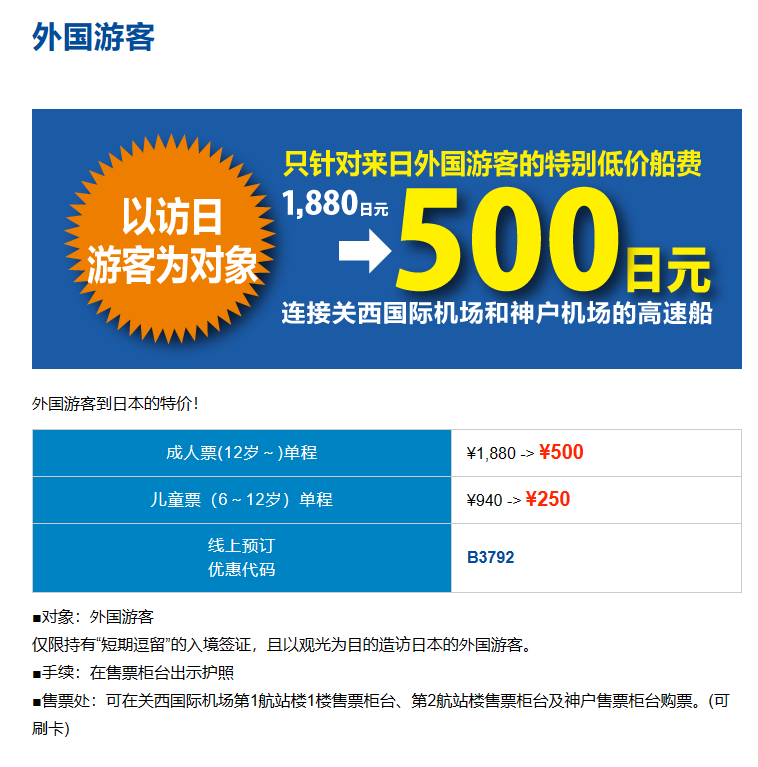 外国游客
以访日
游客为对象
只针对来日外国游客的特别低价船费
1,880日元
500日元
连接关西国际机场和神户机场的高速船
外国游客到日本的特价！
成人票(12岁～)单程
¥1,880 -> ¥500
儿童票（6～12岁）单程
¥940 -> ¥250
线上预订
优惠代码
B3792
■对象：外国游客
仅限持有“短期逗留”的入境签证，且以观光为目的造访日本的外国游客。
■手续：在售票柜台出示护照
■售票处：可在关西国际机场第1航站楼1楼售票柜台、第2航站楼售票柜台及神户售票柜台购票。(可
刷卡)